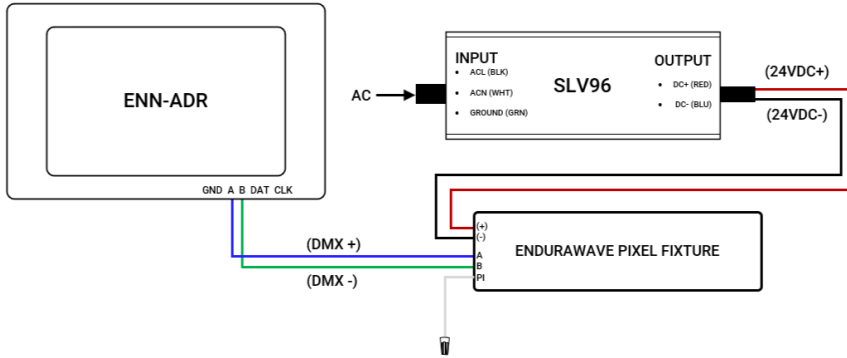 ENN-ADR
GND A B DAT CLK
INPUT
• ACL (BLK)
• ACN (WHT)
• GROUND (GRN)
SLV96
OUTPUT
• DC+ (RED)
• DC- (BLU)
AC
(24VDC+)
(24VDC-)
(DMX +)
(DMX -)
(+)
(-)
A
B
PI
ENDURAWAVE PIXEL FIXTURE